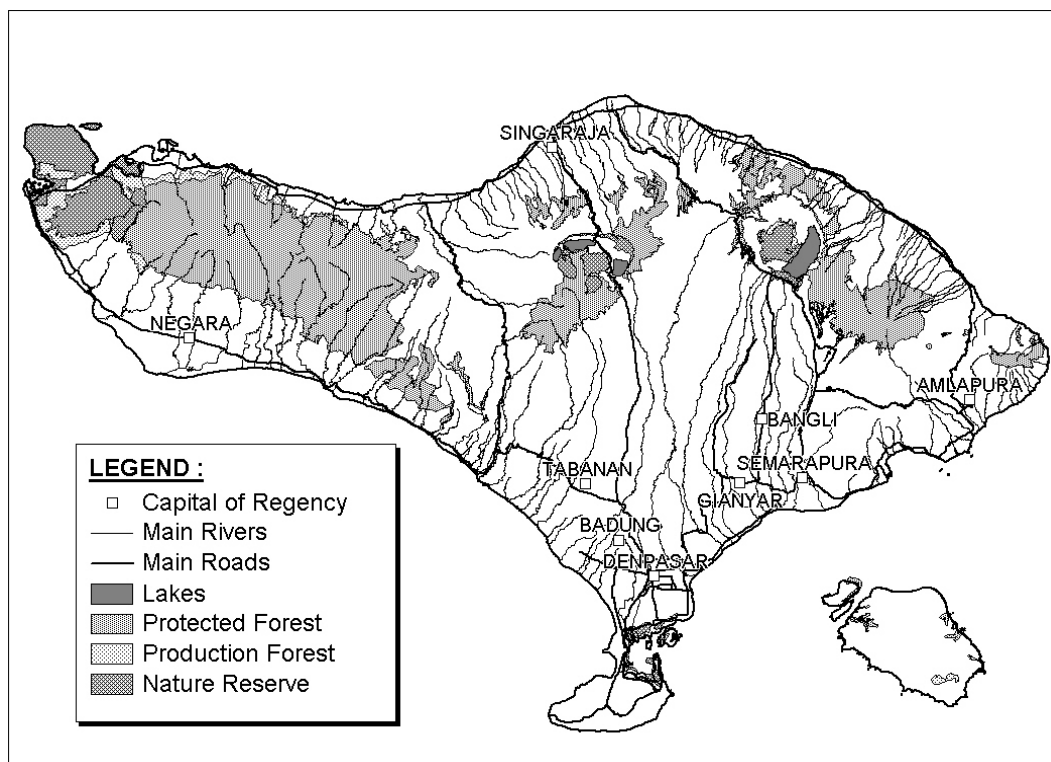 SINGARAJA
NEGARA
AMLAPURA
BANGLI
SEMARAPURA
TABANAN
GIANYAR
BADUNG
DENPASAR
LEGEND :
Capital of Regency
Main Rivers
Main Roads
Lakes
Protected Forest
Production Forest
Nature Reserve